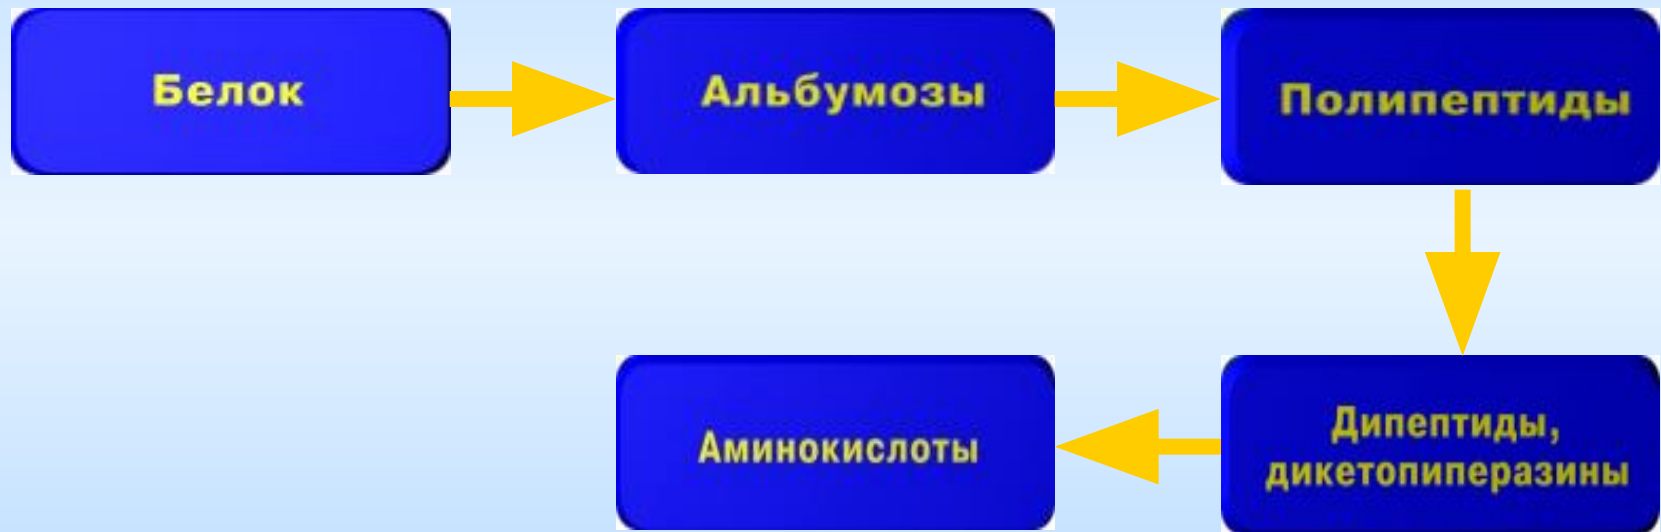 Белок
Альбумозы
Полипептиды
Дипептиды,
дикетопиперазины
Аминокислоты